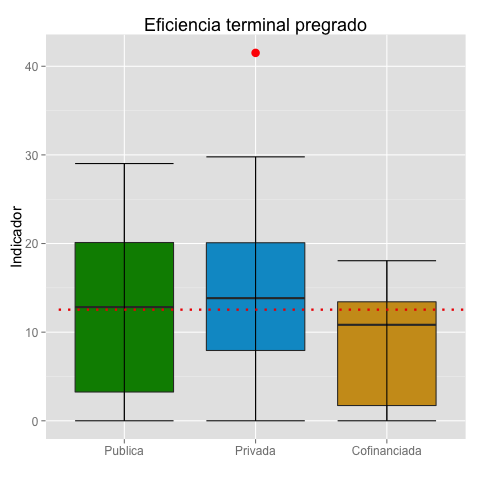 Eficiencia terminal pregrado
Indicador
40
30
20
10
0
Publica Privada Cofinanciada